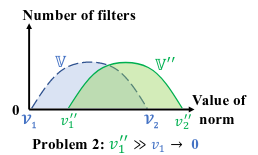 Number of filters
𝕍 𝕍′′
0
Value of norm
v₁ v₁′′ v₂ v₂′′
Problem 2: v₁′′ ≫ v₁ → 0